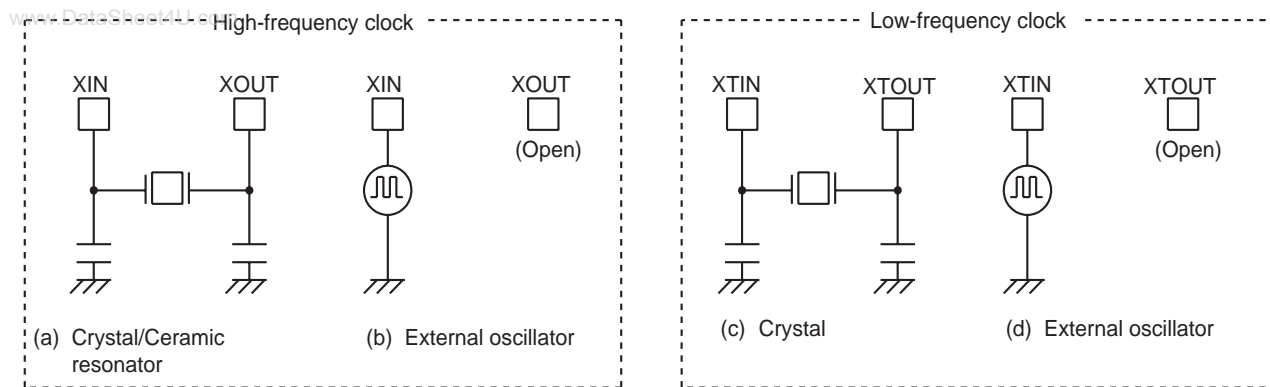 www.DataSheet4U.com
High-frequency clock
XIN
XOUT
XIN
XOUT
(Open)
(a) Crystal/Ceramic
resonator
(b) External oscillator
Low-frequency clock
XTIN
XTOUT
XTIN
XTOUT
(Open)
(c) Crystal
(d) External oscillator